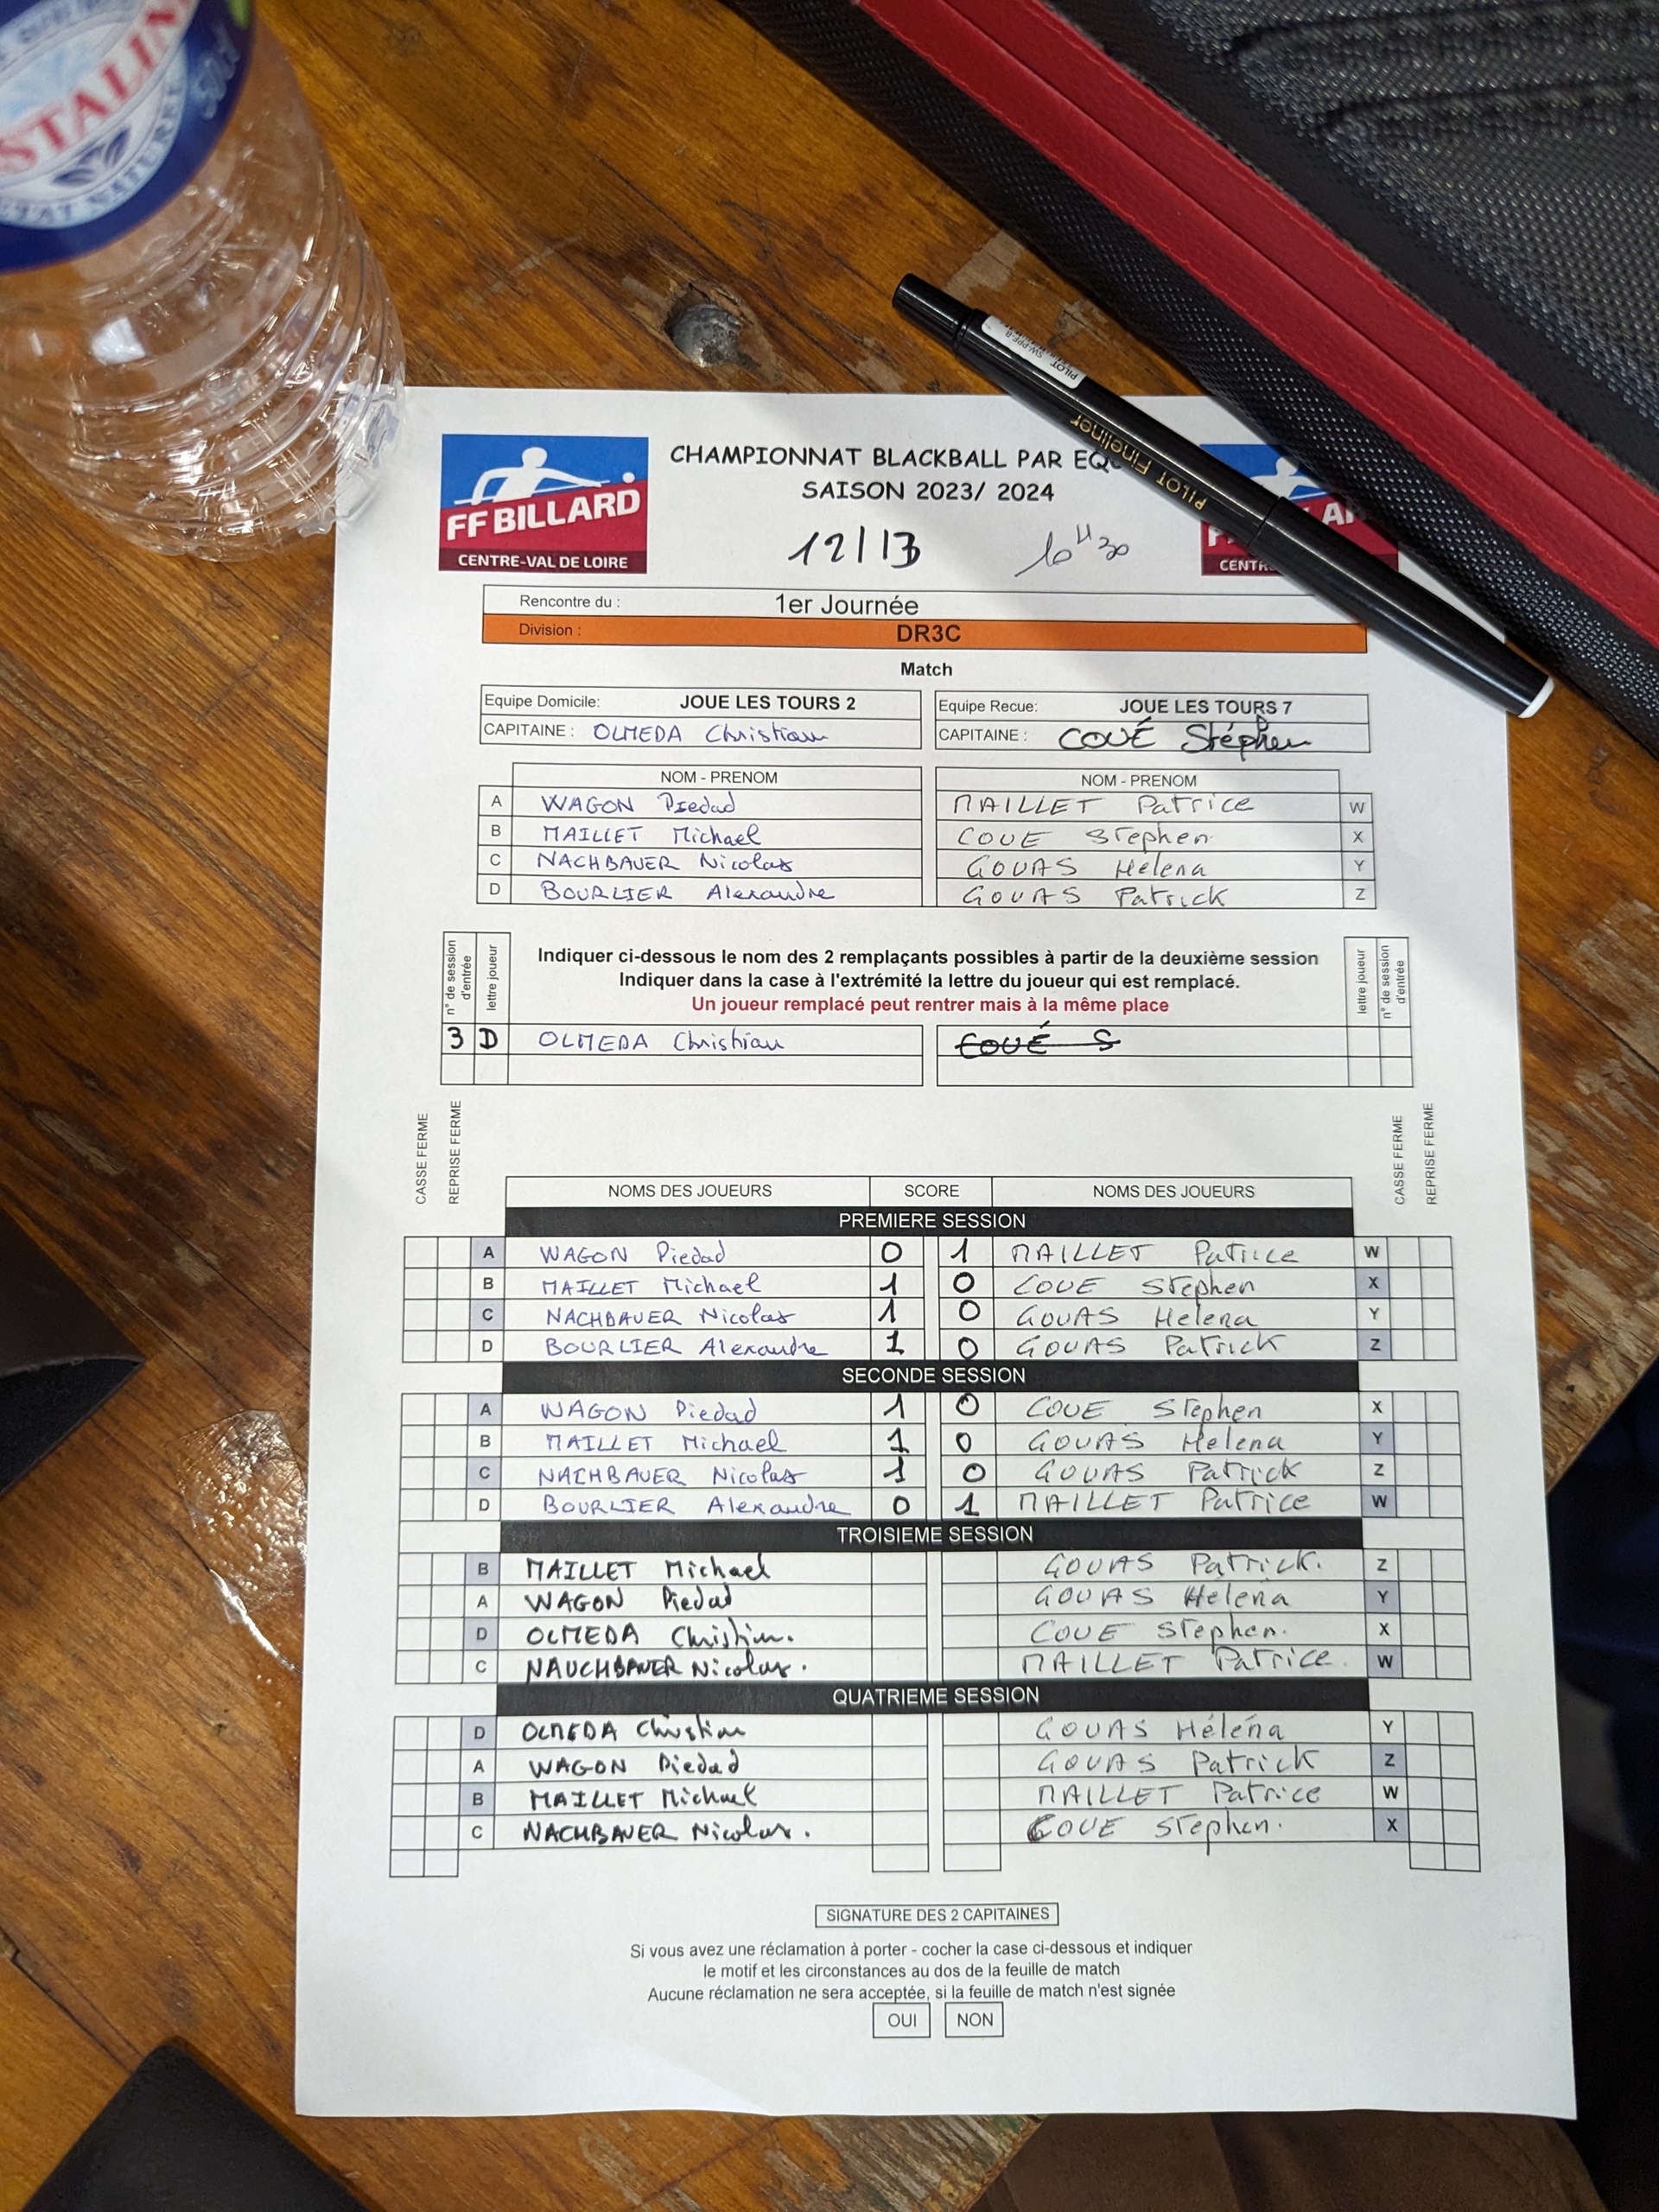 STALIN
Sud
PILOT
SW-PPF-B
PILOT Fineliner
FF BILLARD
CENTRE-VAL DE LOIRE
CHAMPIONNAT BLACKBALL PAR EQU
SAISON 2023/ 2024
12/13 10H30
Rencontre du : 1er Journée
Division : DR3C
Match
Equipe Domicile: JOUE LES TOURS 2 Equipe Recue: JOUE LES TOURS 7
CAPITAINE : OLMEDA Christian CAPITAINE : COUÉ Stéphen
NOM - PRENOM NOM - PRENOM
A WAGON Piedad MAILLET Patrice W
B MAILLET Michael COUE Stephen X
C NACHBAUER Nicolas GOUAS Helena Y
D BOURLIER Alexandre GOUAS Patrick Z
n° de session d'entrée lettre joueur lettre joueur n° de session d'entrée
Indiquer ci-dessous le nom des 2 remplaçants possibles à partir de la deuxième session
Indiquer dans la case à l'extrémité la lettre du joueur qui est remplacé.
Un joueur remplacé peut rentrer mais à la même place
3 D OLMEDA Christian COUÉ S
CASSE FERME REPRISE FERME CASSE FERME REPRISE FERME
NOMS DES JOUEURS SCORE NOMS DES JOUEURS
PREMIERE SESSION
A WAGON Piedad 0 1 MAILLET Patrice W
B MAILLET Michael 1 0 COUE Stephen X
C NACHBAUER Nicolas 1 0 GOUAS Helena Y
D BOURLIER Alexandre 1 0 GOUAS Patrick Z
SECONDE SESSION
A WAGON Piedad 1 0 COUE Stephen X
B MAILLET Michael 1 0 GOUAS Helena Y
C NACHBAUER Nicolas 1 0 GOUAS Patrick Z
D BOURLIER Alexandre 0 1 MAILLET Patrice W
TROISIEME SESSION
B MAILLET Michael GOUAS Patrick. Z
A WAGON Piedad GOUAS Helena Y
D OLMEDA Christian. COUE Stephen. X
C NAUCHBAUER Nicolas. MAILLET Patrice. W
QUATRIEME SESSION
D OLMEDA Christian GOUAS Héléna Y
A WAGON Piedad GOUAS Patrick Z
B MAILLET Michael MAILLET Patrice W
C NACHBAUER Nicolas. COUE Stephen. X
SIGNATURE DES 2 CAPITAINES
Si vous avez une réclamation à porter - cocher la case ci-dessous et indiquer
le motif et les circonstances au dos de la feuille de match
Aucune réclamation ne sera acceptée, si la feuille de match n'est signée
OUI NON